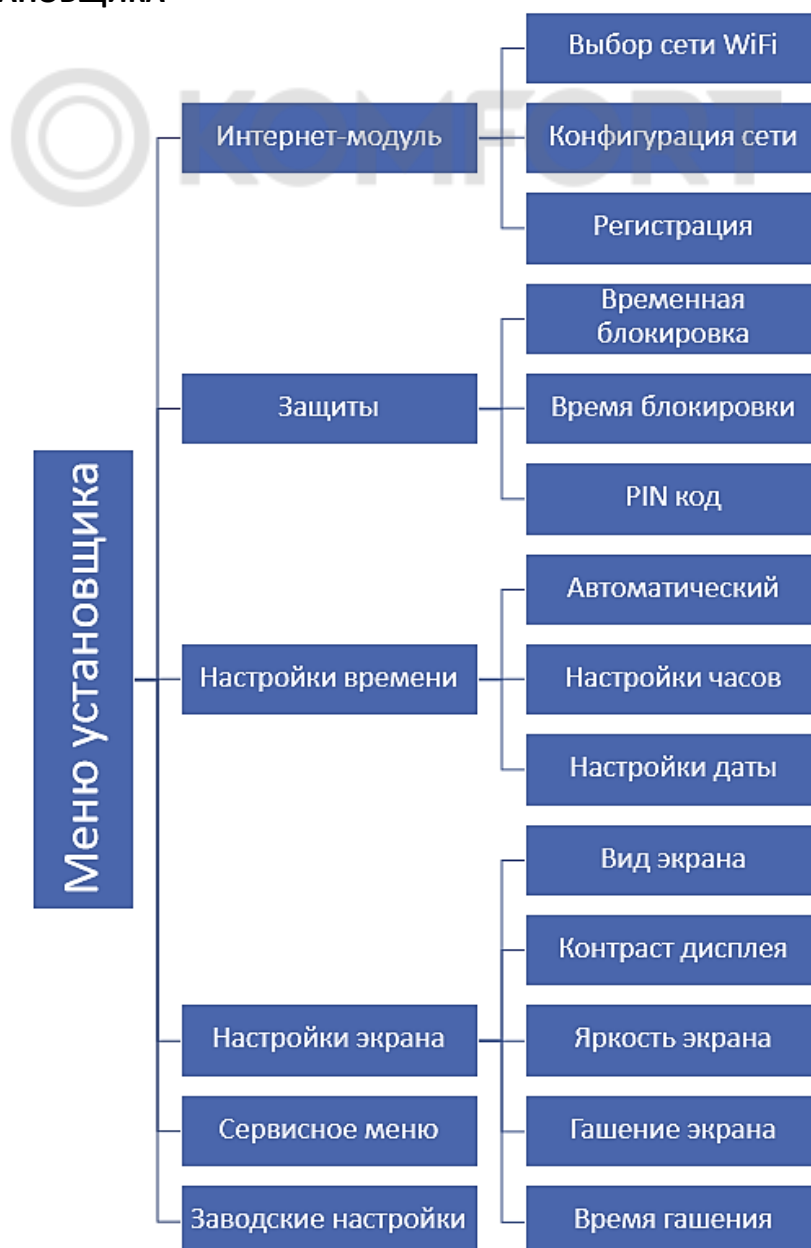 KOMFORT
Меню установщика
Интернет-модуль
Выбор сети WiFi
Конфигурация сети
Регистрация
Защиты
Временная
блокировка
Время блокировки
PIN код
Настройки времени
Автоматический
Настройки часов
Настройки даты
Настройки экрана
Вид экрана
Контраст дисплея
Яркость экрана
Гашение экрана
Время гашения
Сервисное меню
Заводские настройки